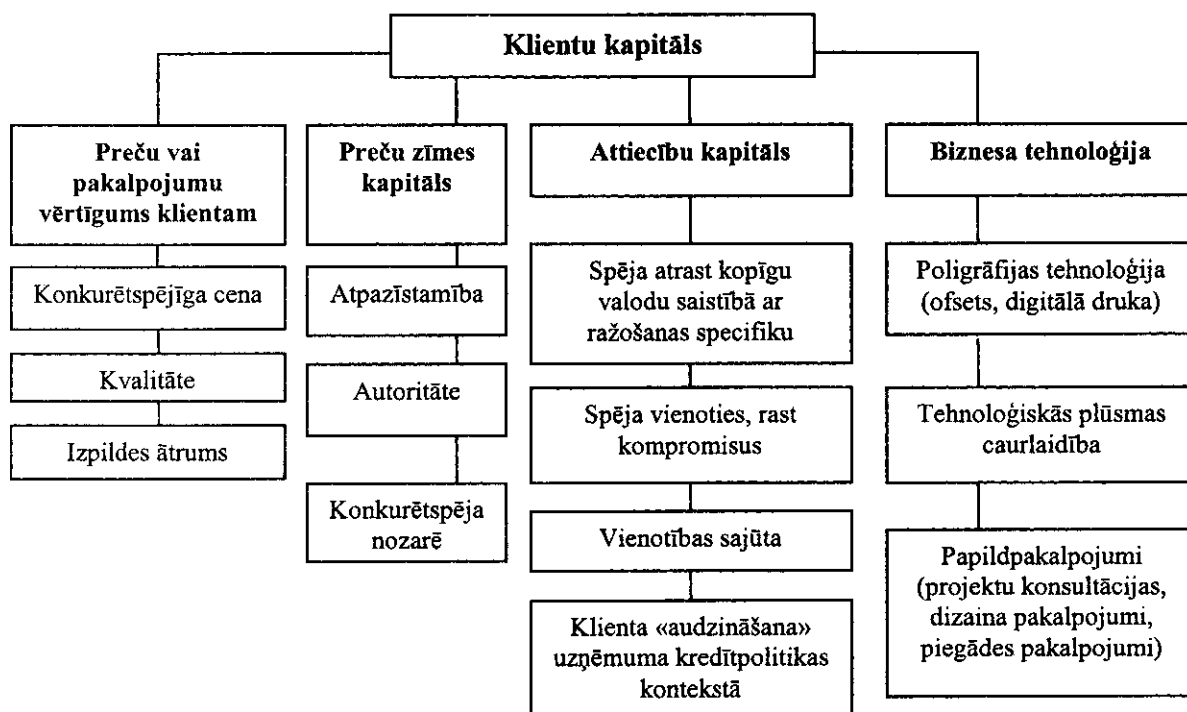 Klientu kapitāls
Preču vai
pakalpojumu
vērtīgums klientam
Konkurētspējīga cena
Kvalitāte
Izpildes ātrums
Preču zīmes
kapitāls
Atpazīstamība
Autoritāte
Konkurētspēja
nozarē
Attiecību kapitāls
Spēja atrast kopīgu
valodu saistībā ar
ražošanas specifiku
Spēja vienoties, rast
kompromisus
Vienotības sajūta
Klienta «audzināšana»
uzņēmuma kredītpolitikas
kontekstā
Biznesa tehnoloģija
Poligrāfijas tehnoloģija
(ofsets, digitālā druka)
Tehnoloģiskās plūsmas
caurlaidība
Papildpakalpojumi
(projektu konsultācijas,
dizaina pakalpojumi,
piegādes pakalpojumi)